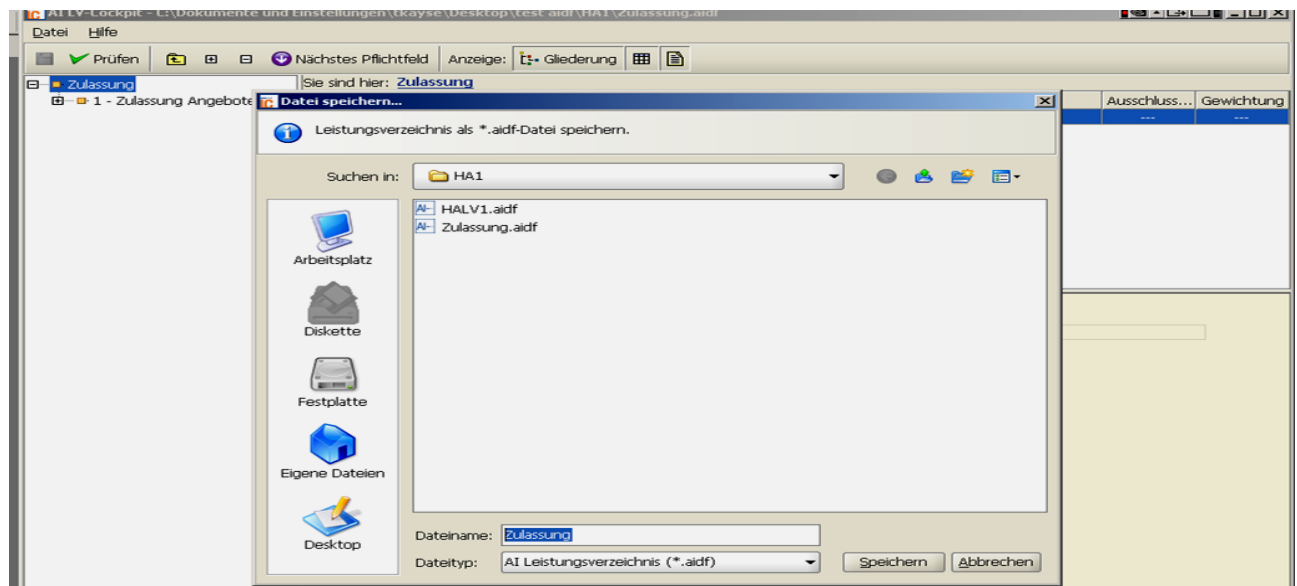 AI LV-Cockpit - C:\Dokumente und Einstellungen\tkayse\Desktop\test aidf\HA1\Zulassung.aidf
Datei Hilfe
Prüfen Nächstes Pflichtfeld Anzeige: Gliederung
Zulassung Sie sind hier: Zulassung
1 - Zulassung Angebote Ausschluss... Gewichtung
--- ---
Datei speichern...
Leistungsverzeichnis als *.aidf-Datei speichern.
Suchen in: HA1
HALV1.aidf
Zulassung.aidf
Arbeitsplatz
Diskette
Festplatte
Eigene Dateien
Desktop
Dateiname: Zulassung
Dateityp: AI Leistungsverzeichnis (*.aidf) Speichern Abbrechen